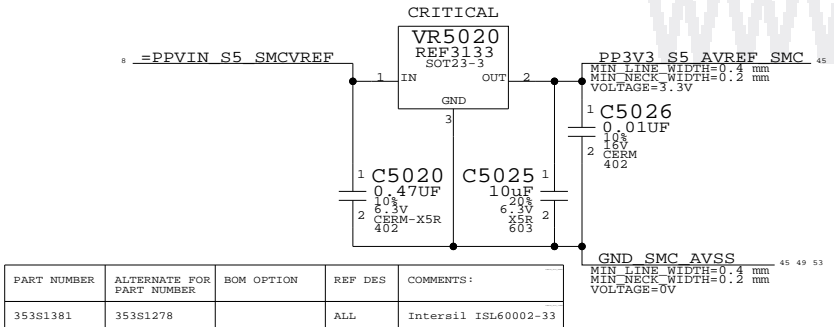 CRITICAL
VR5020
REF3133
SOT23-3
8 =PPVIN_S5_SMCVREF
1 IN OUT 2
GND
3
PP3V3_S5_AVREF_SMC 45
MIN_LINE_WIDTH=0.4 mm
MIN_NECK_WIDTH=0.2 mm
VOLTAGE=3.3V
1 C5026
0.01UF
10%
16V
2 CERM
402
1 C5020
0.47UF
10%
6.3V
2 CERM-X5R
402
C5025 1
10uF
20%
6.3V
X5R 2
603
GND_SMC_AVSS 45 49 53
MIN_LINE_WIDTH=0.4 mm
MIN_NECK_WIDTH=0.2 mm
VOLTAGE=0V
PART NUMBER ALTERNATE FOR PART NUMBER BOM OPTION REF DES COMMENTS:
353S1381 353S1278 ALL Intersil ISL60002-33